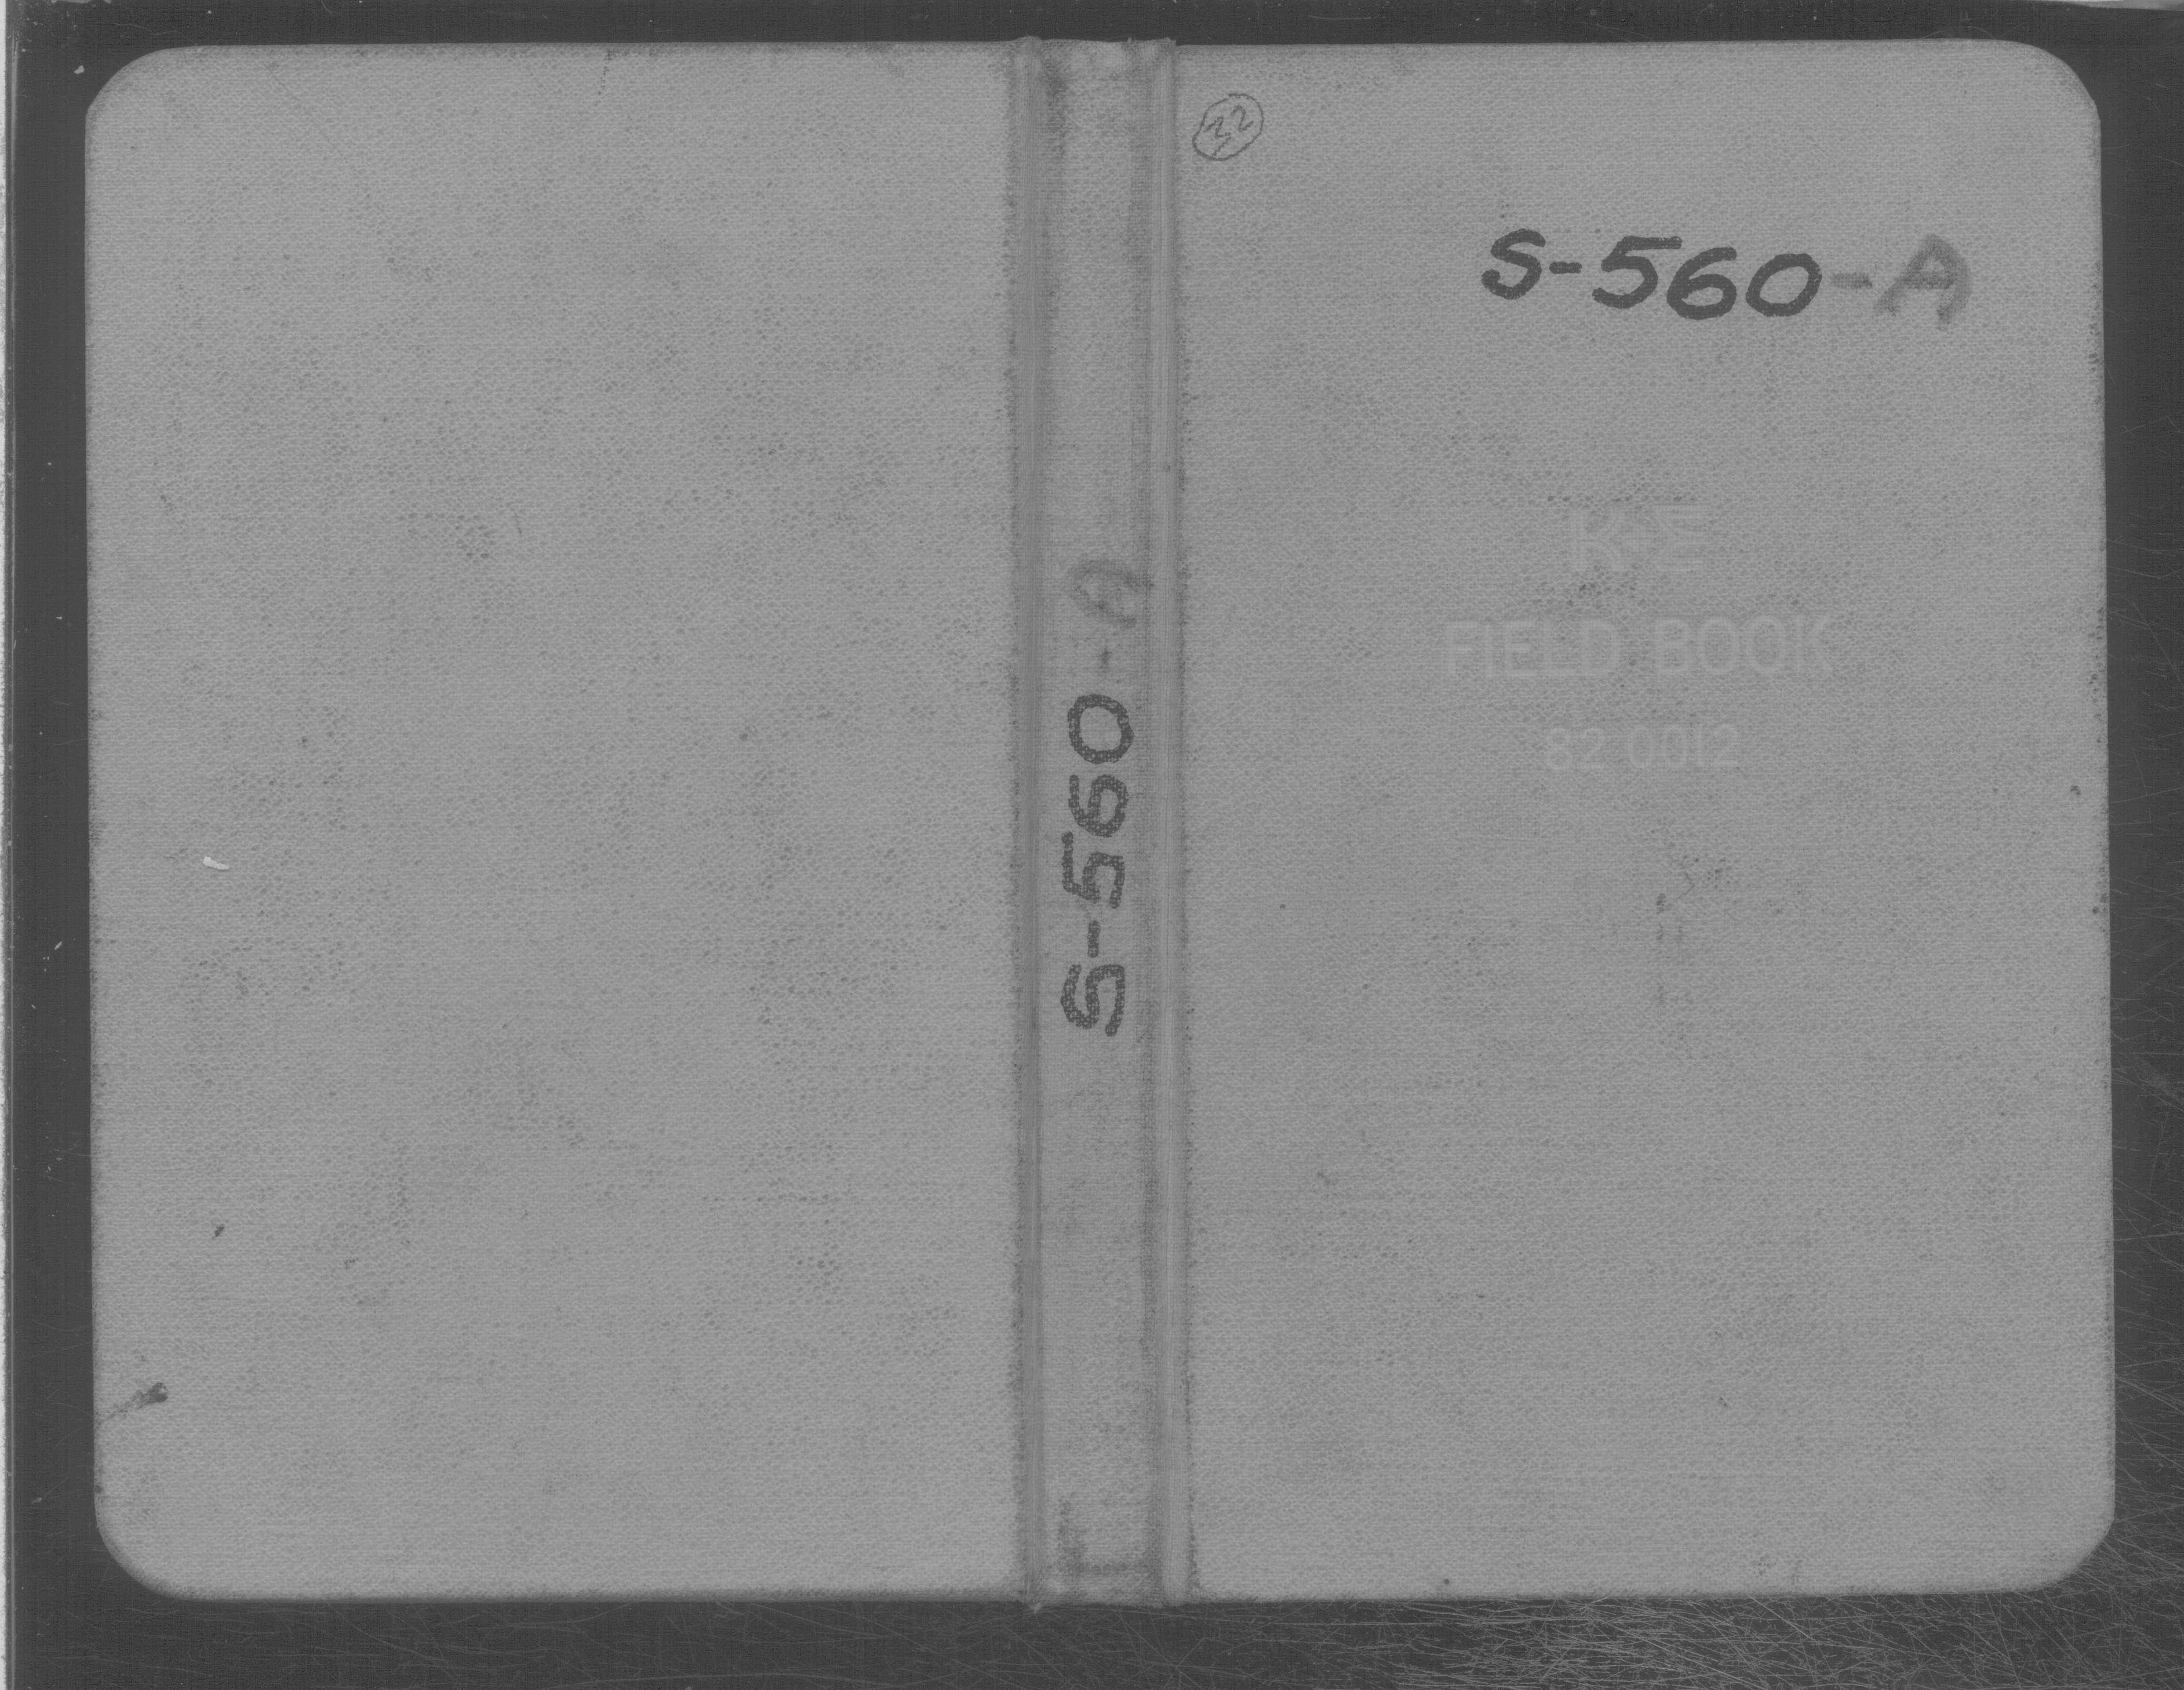 S-560-A
32
S-560-A
K+E
FIELD BOOK
82 0012